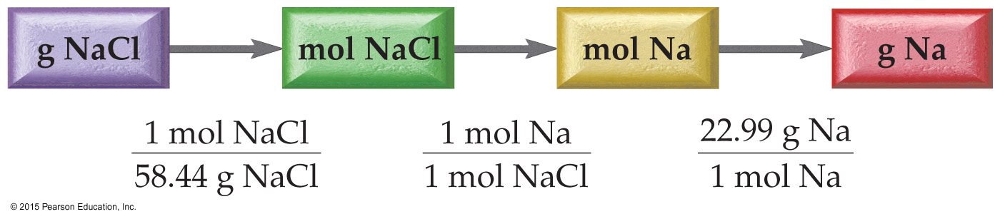 g NaCl mol NaCl mol Na g Na
1 mol NaCl 1 mol Na 22.99 g Na
58.44 g NaCl 1 mol NaCl 1 mol Na
© 2015 Pearson Education, Inc.